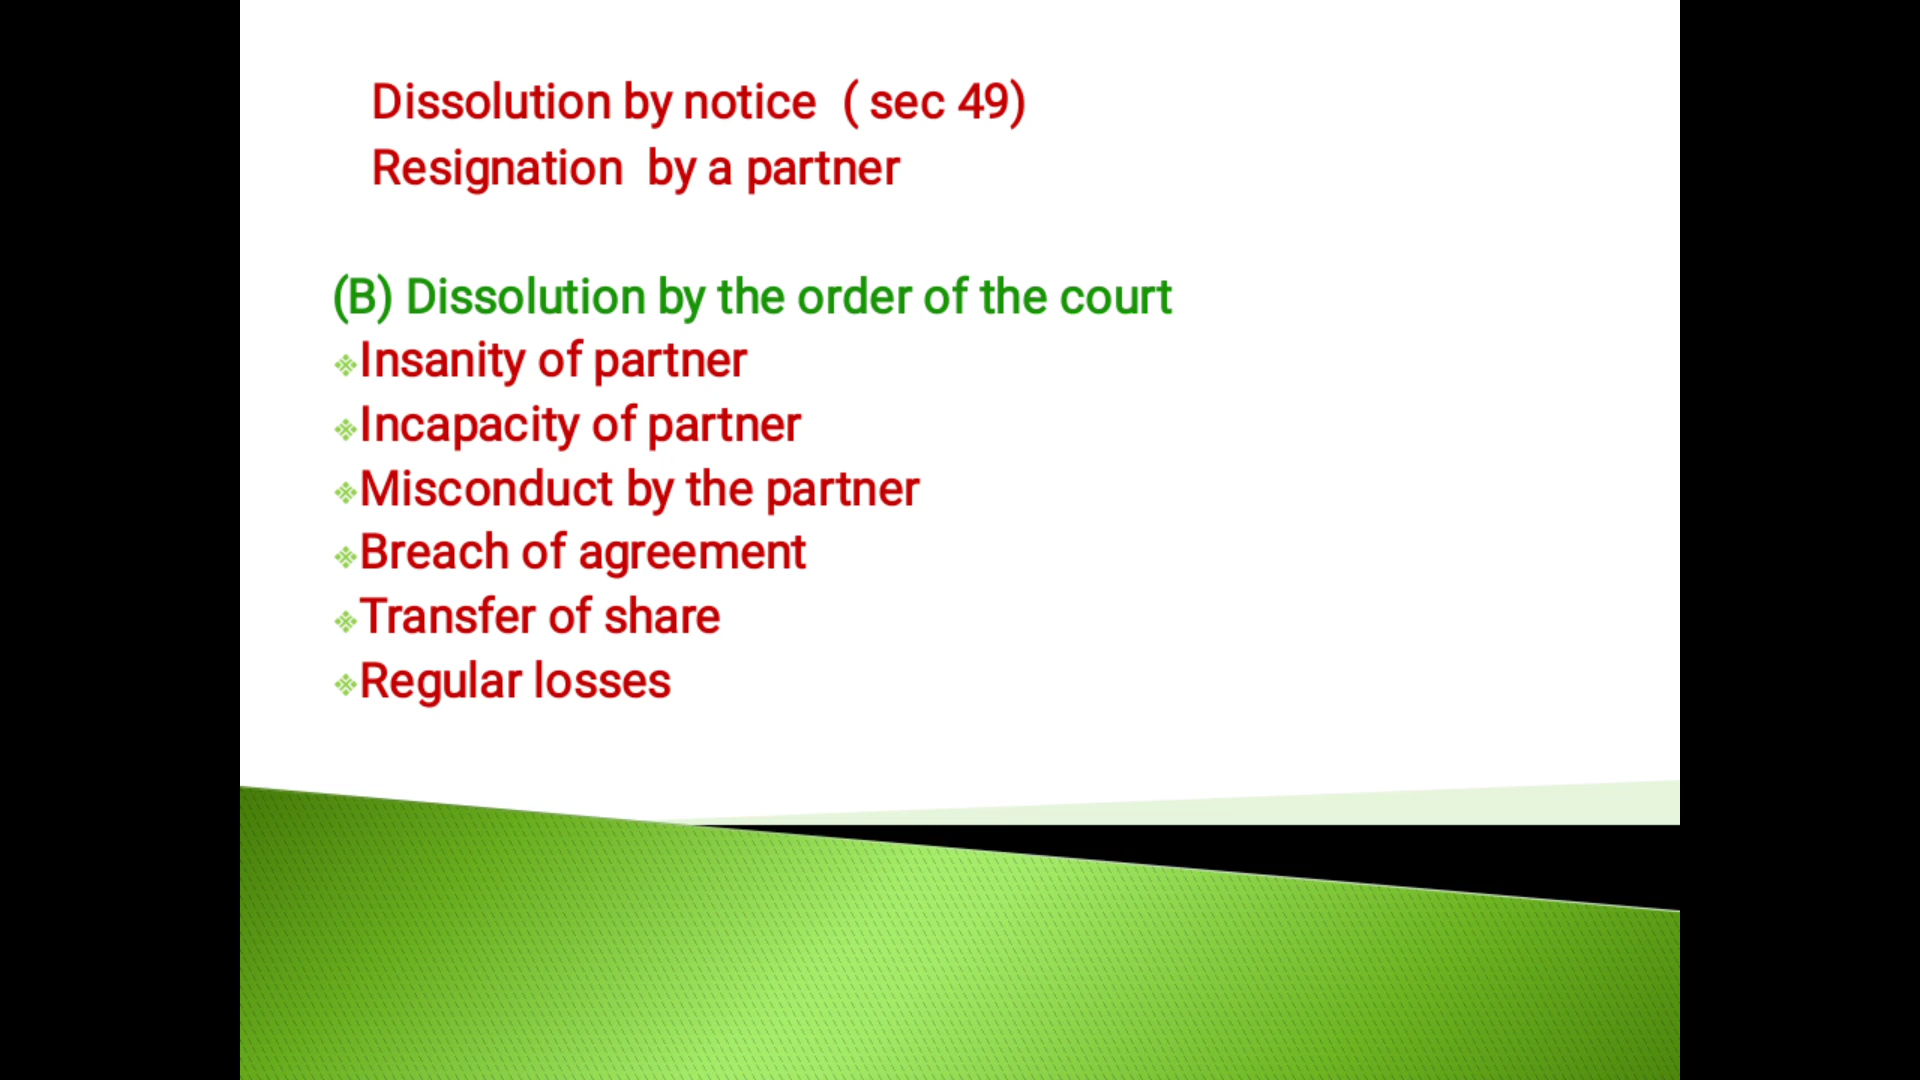 Dissolution by notice ( sec 49)
Resignation by a partner
(B) Dissolution by the order of the court
❖Insanity of partner
❖Incapacity of partner
❖Misconduct by the partner
❖Breach of agreement
❖Transfer of share
❖Regular losses